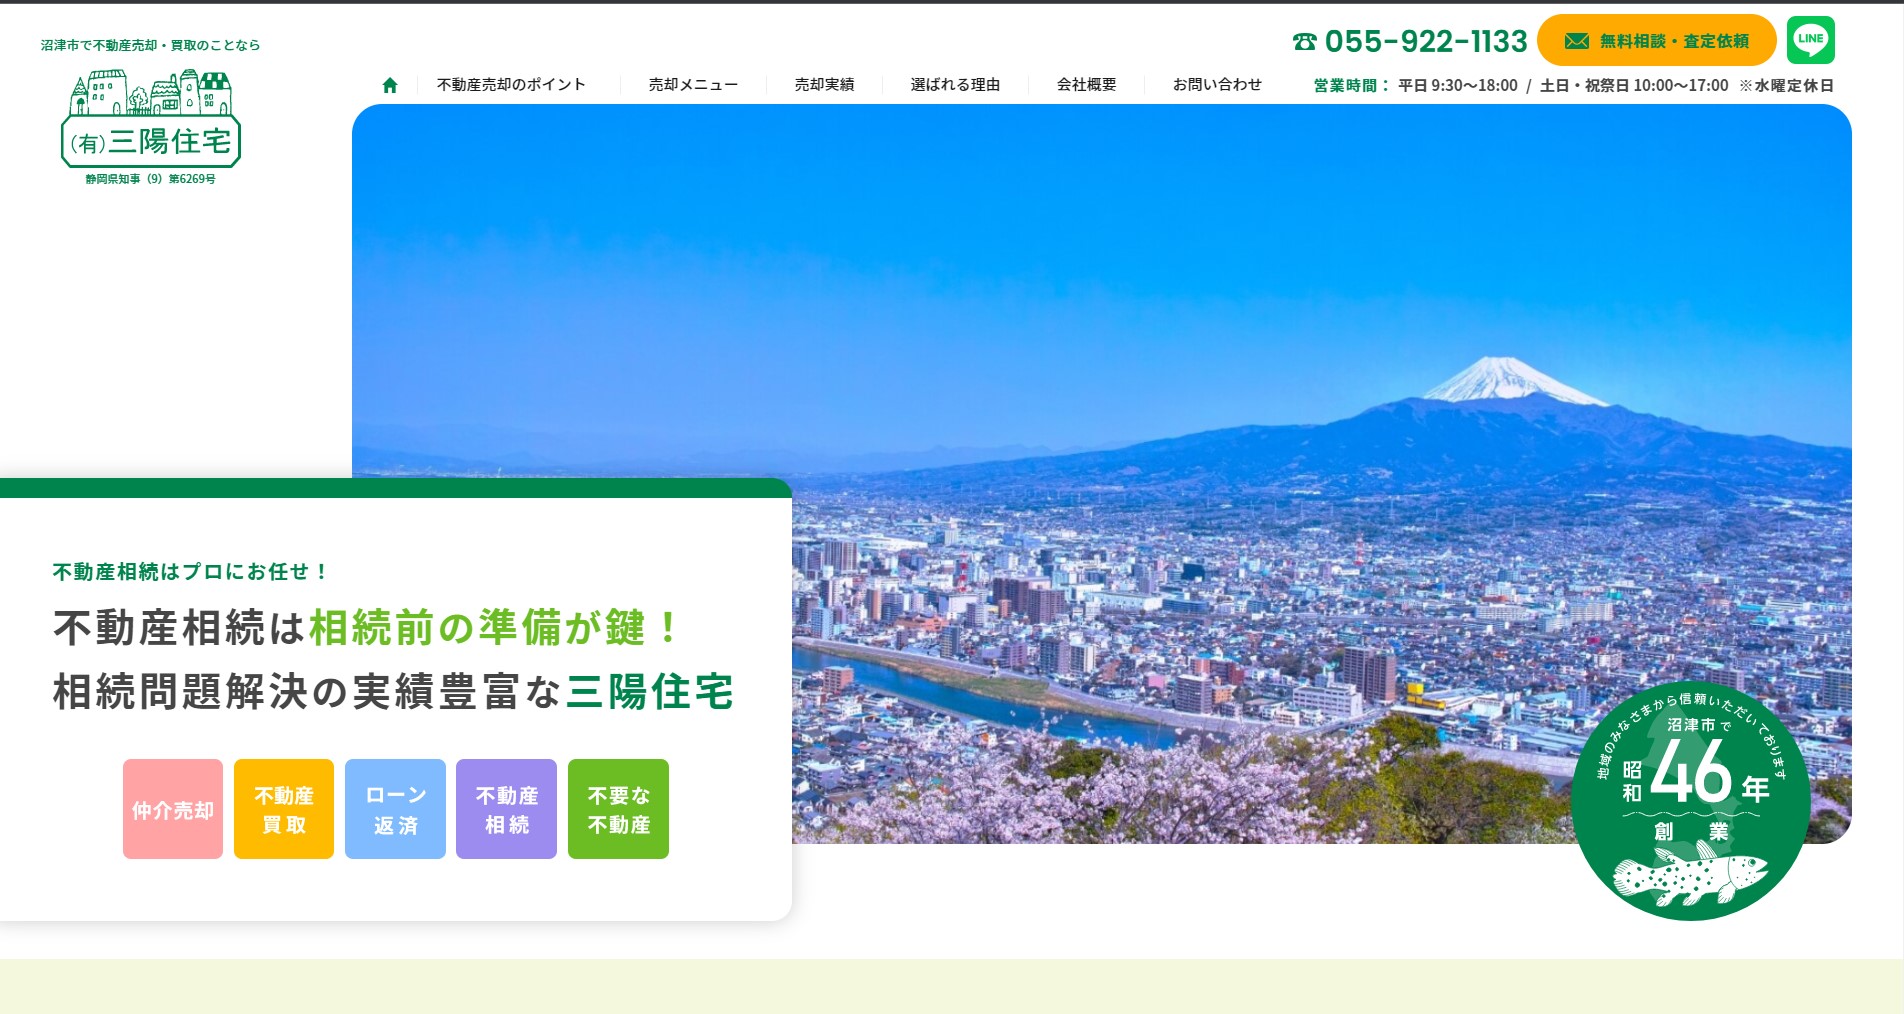 沼津市で不動産売却・買取のことなら
(有)三陽住宅
静岡県知事（9）第6269号
055-922-1133
無料相談・査定依頼
LINE
不動産売却のポイント
売却メニュー
売却実績
選ばれる理由
会社概要
お問い合わせ
営業時間： 平日 9:30～18:00 / 土日・祝祭日 10:00～17:00 ※水曜定休日
不動産相続はプロにお任せ！
不動産相続は相続前の準備が鍵！
相続問題解決の実績豊富な三陽住宅
仲介売却
不動産
買取
ローン
返済
不動産
相続
不要な
不動産
地域のみなさまから信頼いただいております
沼津市で
昭和46年
創業